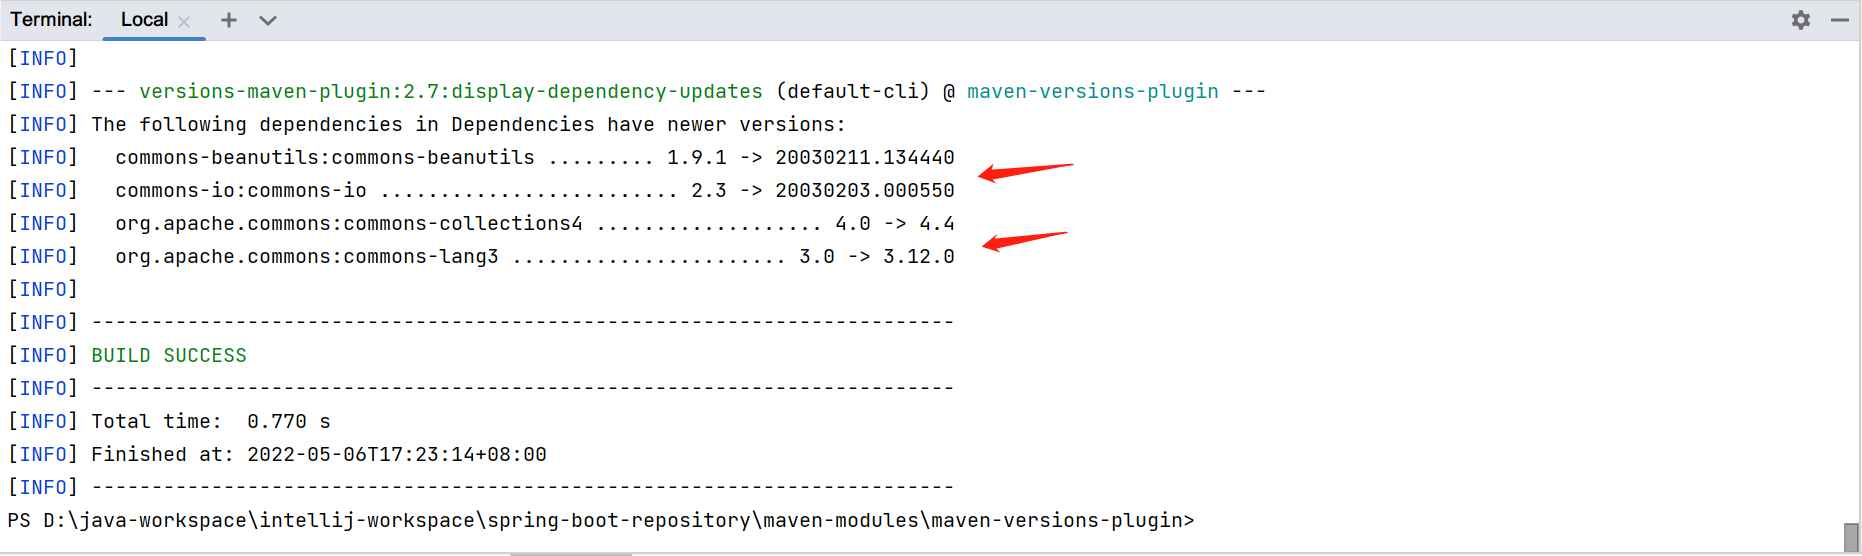 Terminal: Local
[INFO]
[INFO] --- versions-maven-plugin:2.7:display-dependency-updates (default-cli) @ maven-versions-plugin ---
[INFO] The following dependencies in Dependencies have newer versions:
[INFO]   commons-beanutils:commons-beanutils ......... 1.9.1 -> 20030211.134440
[INFO]   commons-io:commons-io ......................... 2.3 -> 20030203.000550
[INFO]   org.apache.commons:commons-collections4 ................... 4.0 -> 4.4
[INFO]   org.apache.commons:commons-lang3 ....................... 3.0 -> 3.12.0
[INFO]
[INFO] ------------------------------------------------------------------------
[INFO] BUILD SUCCESS
[INFO] ------------------------------------------------------------------------
[INFO] Total time:  0.770 s
[INFO] Finished at: 2022-05-06T17:23:14+08:00
[INFO] ------------------------------------------------------------------------
PS D:\java-workspace\intellij-workspace\spring-boot-repository\maven-modules\maven-versions-plugin>